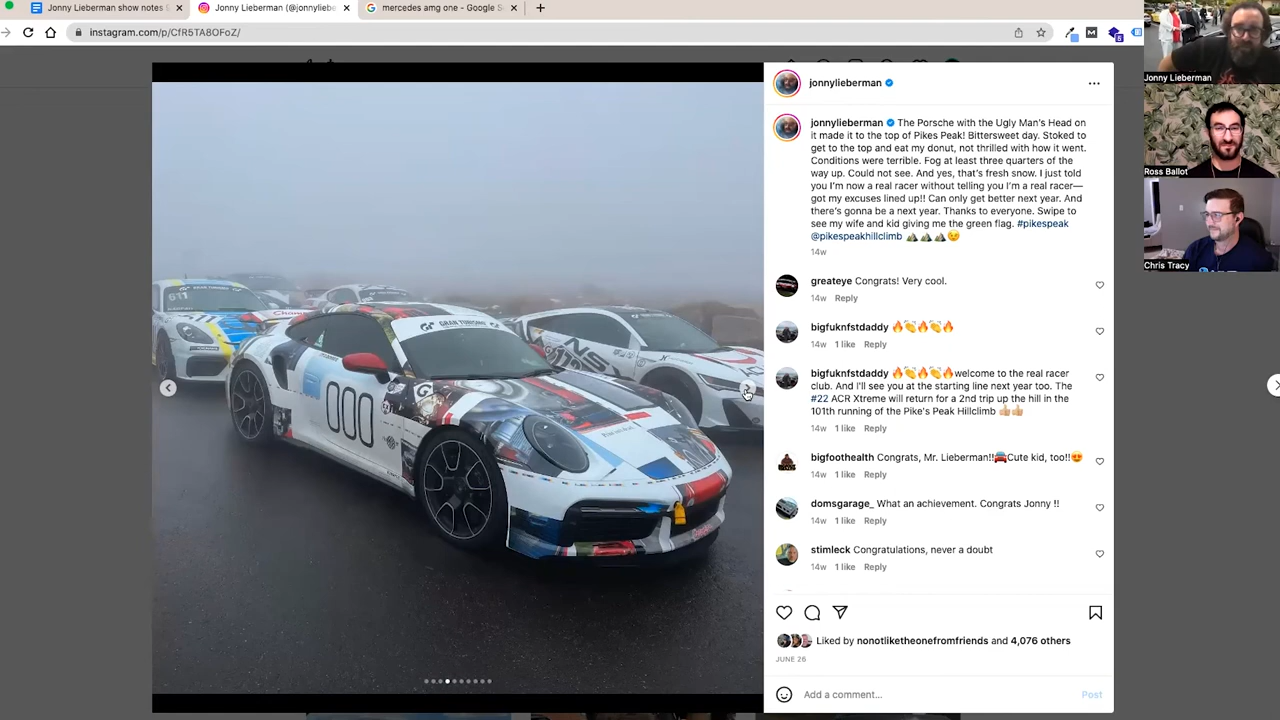 Jonny Lieberman show notes
Jonny Lieberman (@jonnyliebe
mercedes amg one - Google S
instagram.com/p/CfR5TA8OFoZ/
jonnylieberman
jonnylieberman The Porsche with the Ugly Man's Head on
it made it to the top of Pikes Peak! Bittersweet day. Stoked to
get to the top and eat my donut, not thrilled with how it went.
Conditions were terrible. Fog at least three quarters of the
way up. Could not see. And yes, that's fresh snow. I just told
you I'm now a real racer without telling you I'm a real racer—
got my excuses lined up!! Can only get better next year. And
there's gonna be a next year. Thanks to everyone. Swipe to
see my wife and kid giving me the green flag. #pikespeak
@pikespeakhillclimb ⛰⛰⛰😉
14w
greateye Congrats! Very cool.
14w Reply
bigfuknfstdaddy 🔥👏🔥👏🔥
14w 1 like Reply
bigfuknfstdaddy 🔥👏🔥👏🔥welcome to the real racer
club. And I'll see you at the starting line next year too. The
#22 ACR Xtreme will return for a 2nd trip up the hill in the
101th running of the Pike's Peak Hillclimb 👍🏼👍🏼
14w 1 like Reply
bigfoothealth Congrats, Mr. Lieberman!!🚘Cute kid, too!!😍
14w 1 like Reply
domsgarage_ What an achievement. Congrats Jonny !!
14w 1 like Reply
stimleck Congratulations, never a doubt
14w 1 like Reply
Liked by nonotliketheonefromfriends and 4,076 others
JUNE 26
Add a comment...
Post
Jonny Lieberman
Ross Ballot
Chris Tracy
611
GRAN TURISMO
000